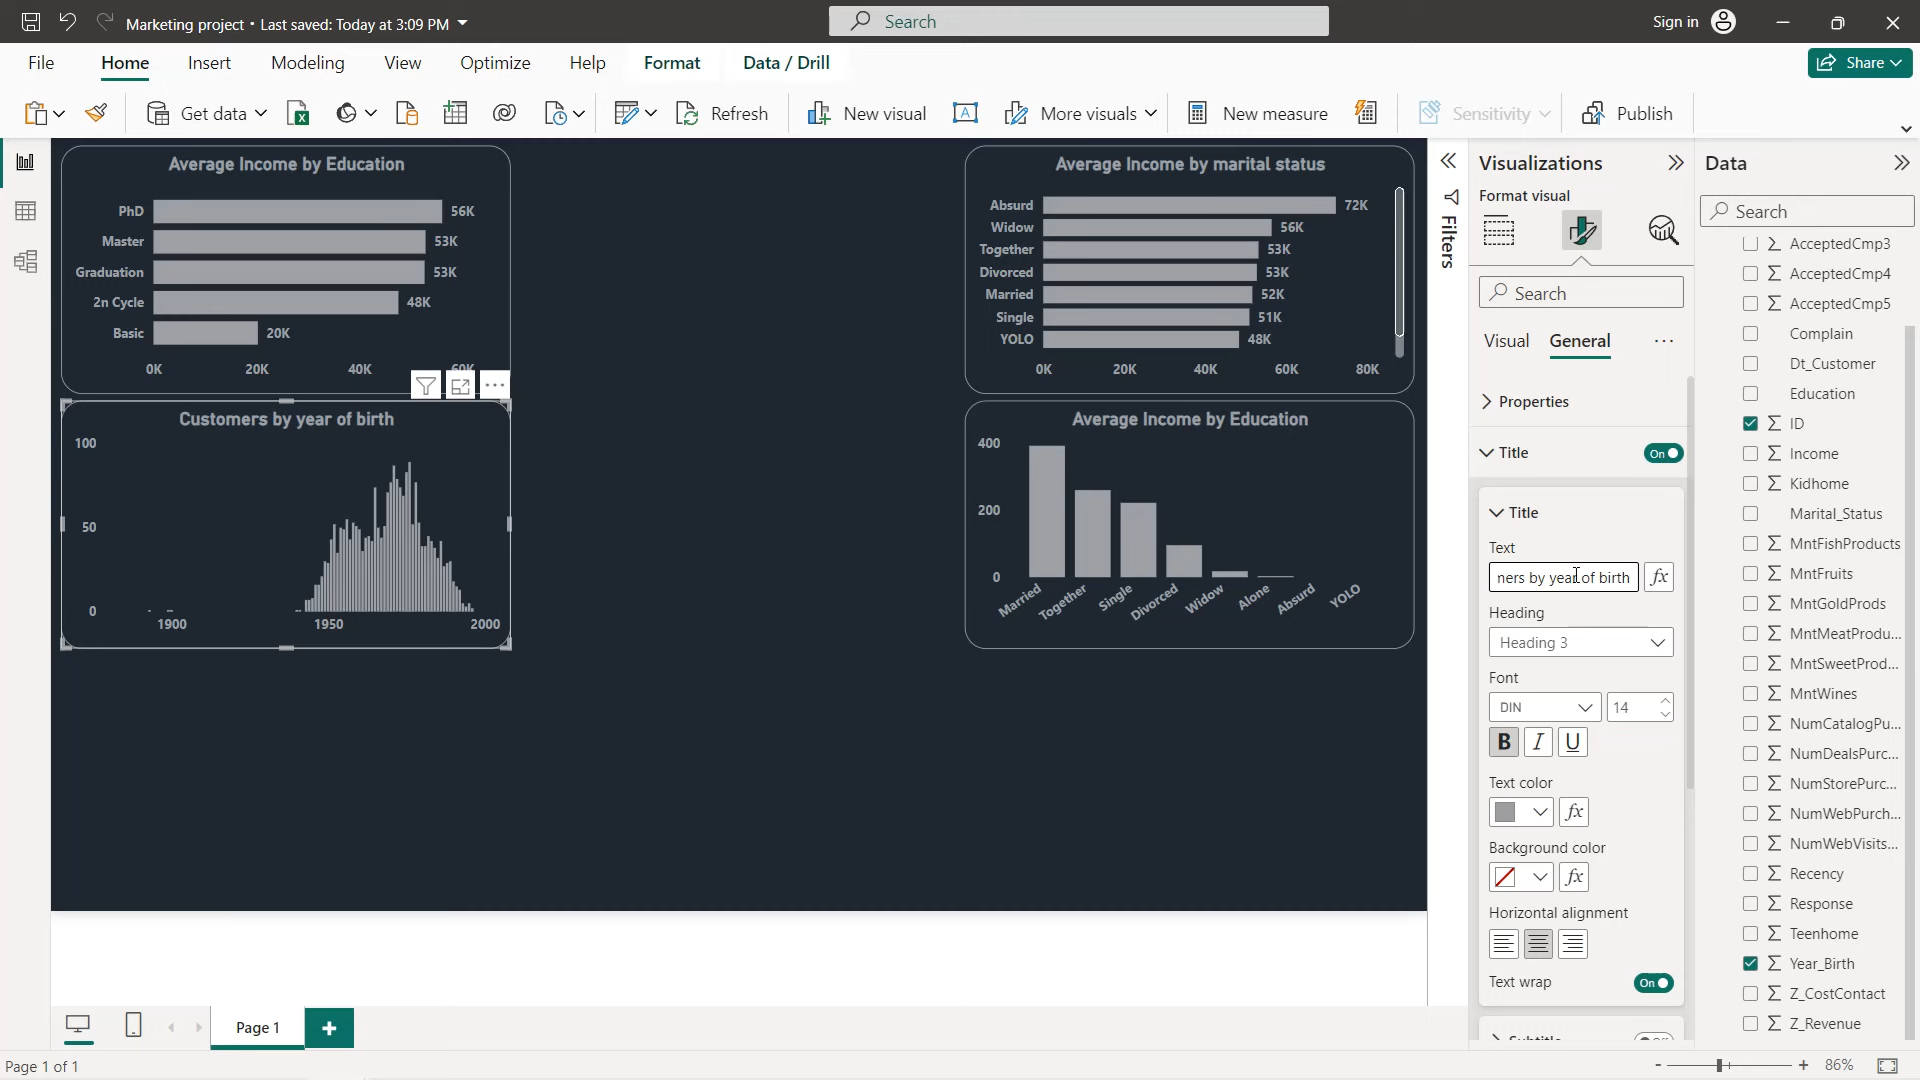 Marketing project • Last saved: Today at 3:09 PM
Search
Sign in
File
Home
Insert
Modeling
View
Optimize
Help
Format
Data / Drill
Share
Get data
Refresh
New visual
More visuals
New measure
Sensitivity
Publish
Average Income by Education
PhD
56K
Master
53K
Graduation
53K
2n Cycle
48K
Basic
20K
0K
20K
40K
60K
Average Income by marital status
Absurd
72K
Widow
56K
Together
53K
Divorced
53K
Married
52K
Single
51K
YOLO
48K
0K
20K
40K
60K
80K
Customers by year of birth
100
50
0
1900
1950
2000
Average Income by Education
400
200
0
Married
Together
Single
Divorced
Widow
Alone
Absurd
YOLO
Filters
Visualizations
Format visual
Search
Visual
General
Properties
Title
On
Title
Text
ners by year of birth
fx
Heading
Heading 3
Font
DIN
14
B
I
U
Text color
fx
Background color
fx
Horizontal alignment
Text wrap
On
Data
Search
AcceptedCmp3
AcceptedCmp4
AcceptedCmp5
Complain
Dt_Customer
Education
ID
Income
Kidhome
Marital_Status
MntFishProducts
MntFruits
MntGoldProds
MntMeatProdu...
MntSweetProd...
MntWines
NumCatalogPu...
NumDealsPurc...
NumStorePurc...
NumWebPurch...
NumWebVisits...
Recency
Response
Teenhome
Year_Birth
Z_CostContact
Z_Revenue
Page 1
Page 1 of 1
86%